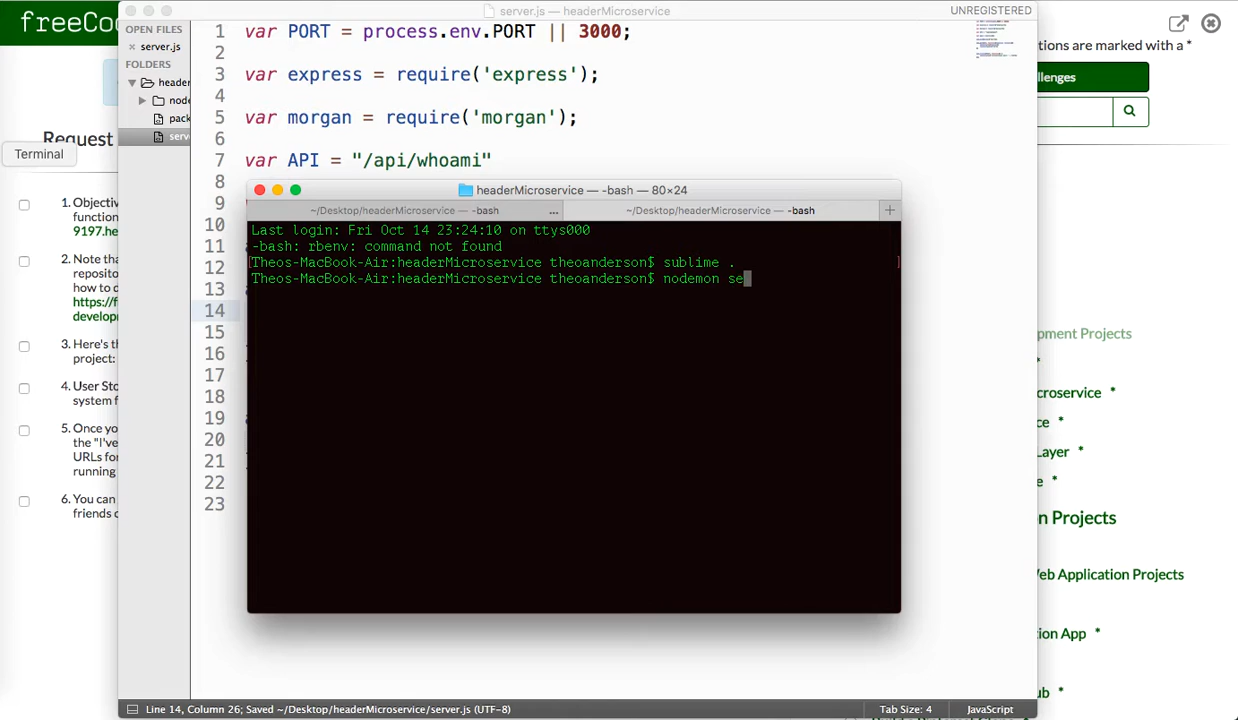 freeCo
server.js — headerMicroservice
UNREGISTERED
OPEN FILES
server.js
FOLDERS
header
node
pack
serv
1 var PORT = process.env.PORT || 3000;
2
3 var express = require('express');
4
5 var morgan = require('morgan');
6
7 var API = "/api/whoami"
8
9
10
11
12
13
14
15
16
17
18
19
20
21
22
23
Terminal
headerMicroservice — -bash — 80×24
~/Desktop/headerMicroservice — -bash ...
~/Desktop/headerMicroservice — -bash
Last login: Fri Oct 14 23:24:10 on ttys000
-bash: rbenv: command not found
[Theos-MacBook-Air:headerMicroservice theoanderson$ sublime . ]
Theos-MacBook-Air:headerMicroservice theoanderson$ nodemon se
Request
1. Objectiv
function
9197.he
2. Note tha
reposito
how to d
https://f
developm
3. Here's th
project:
4. User Sto
system f
5. Once yo
the "I've
URLs for
running
6. You can
friends c
tions are marked with a *
llenges
pment Projects
*
croservice *
ce *
Layer *
e *
n Projects
Veb Application Projects
tion App *
ub *
Line 14, Column 26; Saved ~/Desktop/headerMicroservice/server.js (UTF-8)
Tab Size: 4
JavaScript